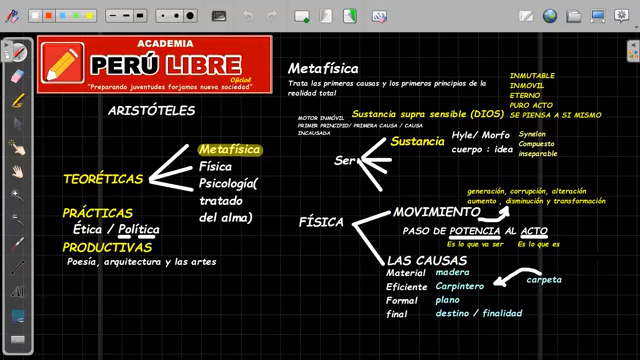 ACADEMIA
PERÚ LIBRE
Oficial
"Preparando juventudes forjamos nueva sociedad"
ARISTÓTELES
TEORÉTICAS
Metafísica
Física
Psicología(
tratado
del alma)
PRÁCTICAS
Ética / Política
PRODUCTIVAS
Poesía, arquitectura y las artes
Metafísica
Trata las primeras causas y los primeros principios de la
realidad total
INMUTABLE
INMOVIL
ETERNO
PURO ACTO
SE PIENSA A SI MISMO
MOTOR INMÓVIL
PRIMER PRINCIPIO/ PRIMERA CAUSA / CAUSA
INCAUSADA
Sustancia supra sensible (DIOS)
Ser
Sustancia
Hyle/ Morfo
cuerpo : idea
Synelon
Compuesto
inseparable
FÍSICA
generación, corrupción, alteración
aumento , disminución y transformación
MOVIMIENTO
PASO DE POTENCIA AL ACTO
Es lo que va ser
Es lo que es
LAS CAUSAS
Material madera
Eficiente Carpintero
Formal plano
final destino / finalidad
carpeta